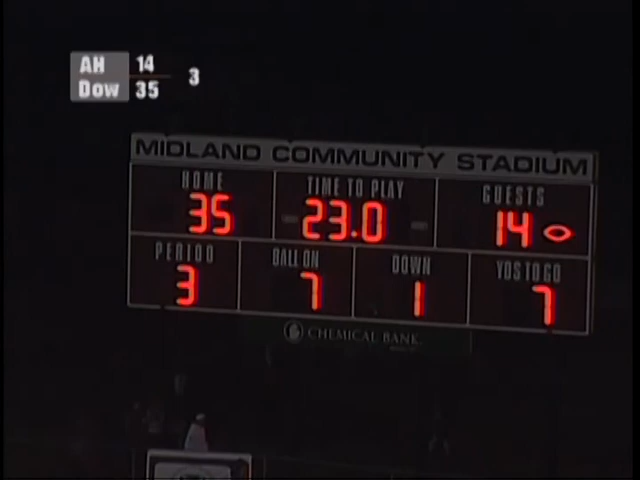 AH 14
Dow 35
3
MIDLAND COMMUNITY STADIUM
HOME TIME TO PLAY GUESTS
35 23.0 14
PERIOD BALL ON DOWN YDS TO GO
3 7 1 7
CHEMICAL BANK